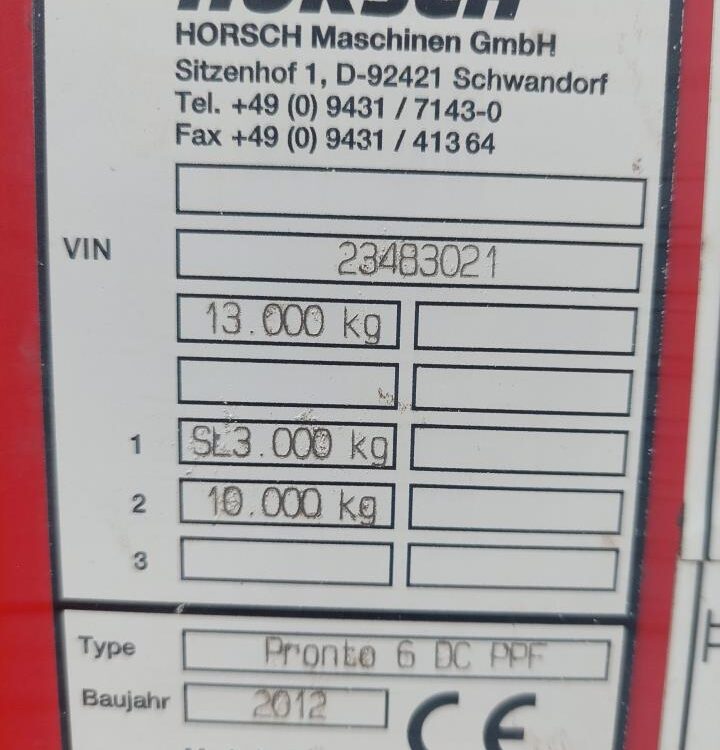 HORSCH
HORSCH Maschinen GmbH
Sitzenhof 1, D-92421 Schwandorf
Tel. +49 (0) 9431 / 7143-0
Fax +49 (0) 9431 / 41364
VIN 23483021
13.000 kg
1 SL3.000 kg
2 10.000 kg
3
Type Pronto 6 DC PPF
Baujahr 2012 CE